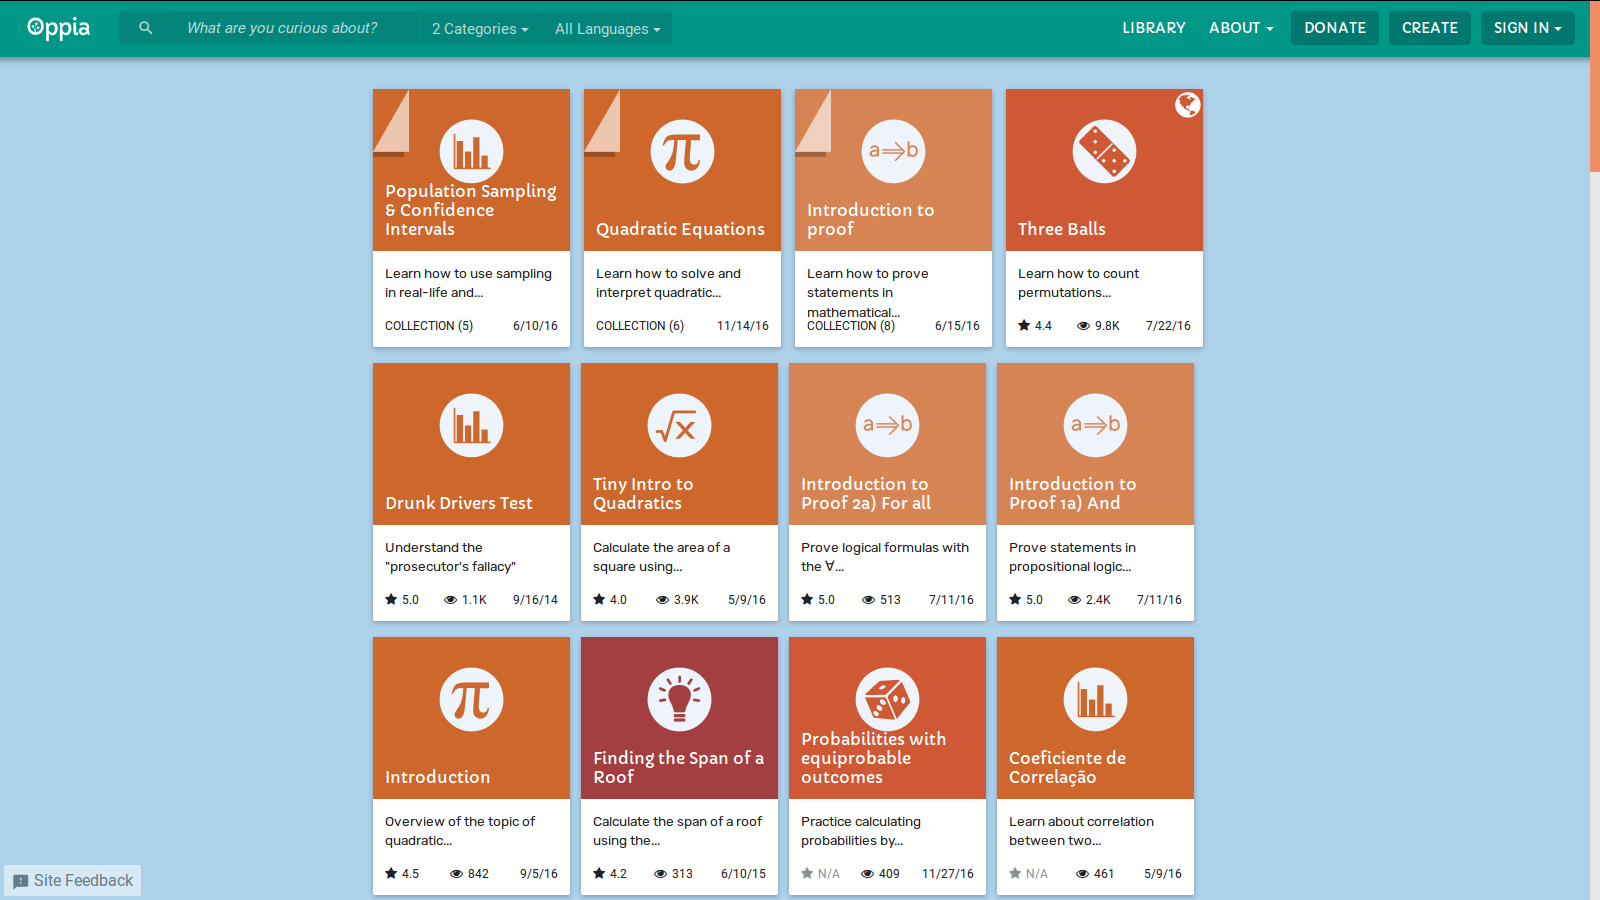 Oppia
What are you curious about?
2 Categories
All Languages
LIBRARY
ABOUT
DONATE
CREATE
SIGN IN
Population Sampling
& Confidence
Intervals
Learn how to use sampling
in real-life and...
COLLECTION (5)
6/10/16
Quadratic Equations
Learn how to solve and
interpret quadratic...
COLLECTION (6)
11/14/16
a⇒b
Introduction to
proof
Learn how to prove
statements in
mathematical...
COLLECTION (8)
6/15/16
Three Balls
Learn how to count
permutations...
4.4
9.8K
7/22/16
Drunk Drivers Test
Understand the
"prosecutor's fallacy"
5.0
1.1K
9/16/14
√x
Tiny Intro to
Quadratics
Calculate the area of a
square using...
4.0
3.9K
5/9/16
a⇒b
Introduction to
Proof 2a) For all
Prove logical formulas with
the ∀...
5.0
513
7/11/16
a⇒b
Introduction to
Proof 1a) And
Prove statements in
propositional logic...
5.0
2.4K
7/11/16
π
Introduction
Overview of the topic of
quadratic...
4.5
842
9/5/16
Finding the Span of a
Roof
Calculate the span of a roof
using the...
4.2
313
6/10/15
Probabilities with
equiprobable
outcomes
Practice calculating
probabilities by...
N/A
409
11/27/16
Coeficiente de
Correlação
Learn about correlation
between two...
N/A
461
5/9/16
Site Feedback